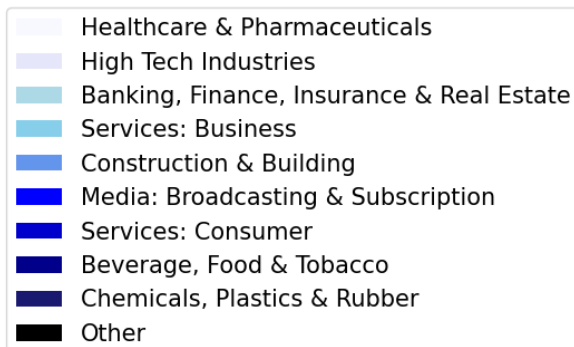 Healthcare & Pharmaceuticals
High Tech Industries
Banking, Finance, Insurance & Real Estate
Services: Business
Construction & Building
Media: Broadcasting & Subscription
Services: Consumer
Beverage, Food & Tobacco
Chemicals, Plastics & Rubber
Other